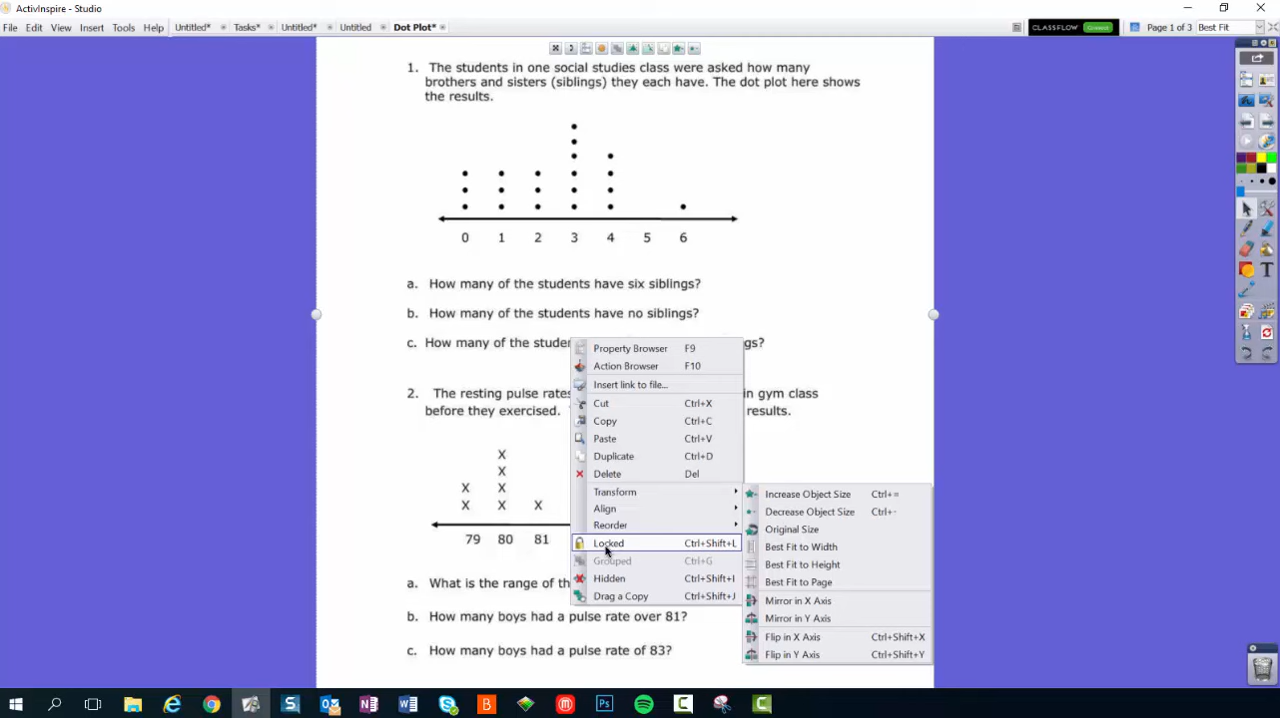 ActivInspire - Studio
File Edit View Insert Tools Untitled* Tasks* Untitled* Untitled Dot Plot* CLASSFLOW Connect Page 1 of 3 Best Fit
1. The students in one social studies class were asked how many
brothers and sisters (siblings) they each have. The dot plot here shows
the results.
0 1 2 3 4 5 6
a. How many of the students have six siblings?
b. How many of the students have no siblings?
c. How many of the studen gs?
Property Browser F9
Action Browser F10
Insert link to file...
2. The resting pulse rates in gym class
Cut Ctrl+X
before they exercised. results.
Copy Ctrl+C
Paste Ctrl+V
Duplicate Ctrl+D
Delete Del
Transform
Align
Reorder
Locked Ctrl+Shift+L
Grouped Ctrl+G
Hidden Ctrl+Shift+I
Drag a Copy Ctrl+Shift+J
Increase Object Size Ctrl+=
Decrease Object Size Ctrl+-
Original Size
Best Fit to Width
Best Fit to Height
Best Fit to Page
Mirror in X Axis
Mirror in Y Axis
Flip in X Axis Ctrl+Shift+X
Flip in Y Axis Ctrl+Shift+Y
X
X
X X
X X X
79 80 81
a. What is the range of th
b. How many boys had a pulse rate over 81?
c. How many boys had a pulse rate of 83?